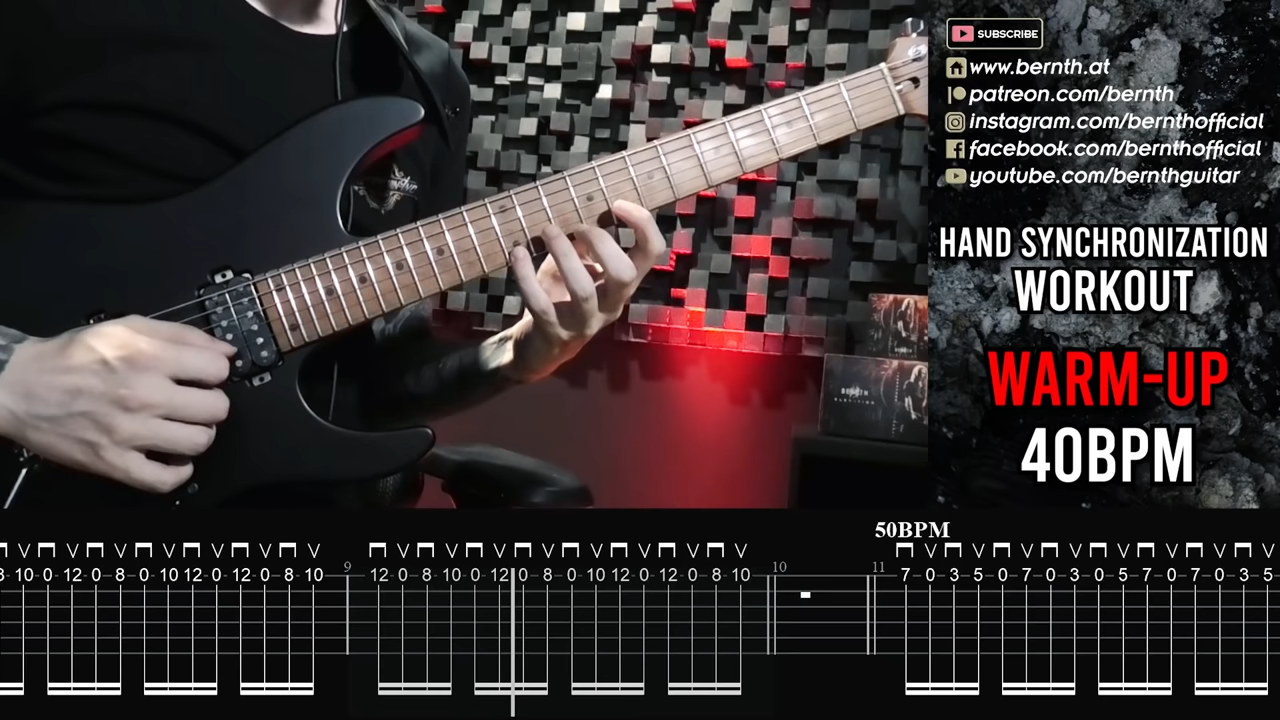 SUBSCRIBE
www.bernth.at
patreon.com/bernth
instagram.com/bernthofficial
facebook.com/bernthofficial
youtube.com/bernthguitar
HAND SYNCHRONIZATION
WORKOUT
WARM-UP
40BPM
50BPM
9
10
11
10 0 12 0 8 0 10 12 0 8 0 12 0 8 10
12 0 8 10 0 12 0 8 0 10 12 0 12 0 8 10
7 0 3 5 0 7 0 3 0 5 7 0 7 0 3 5